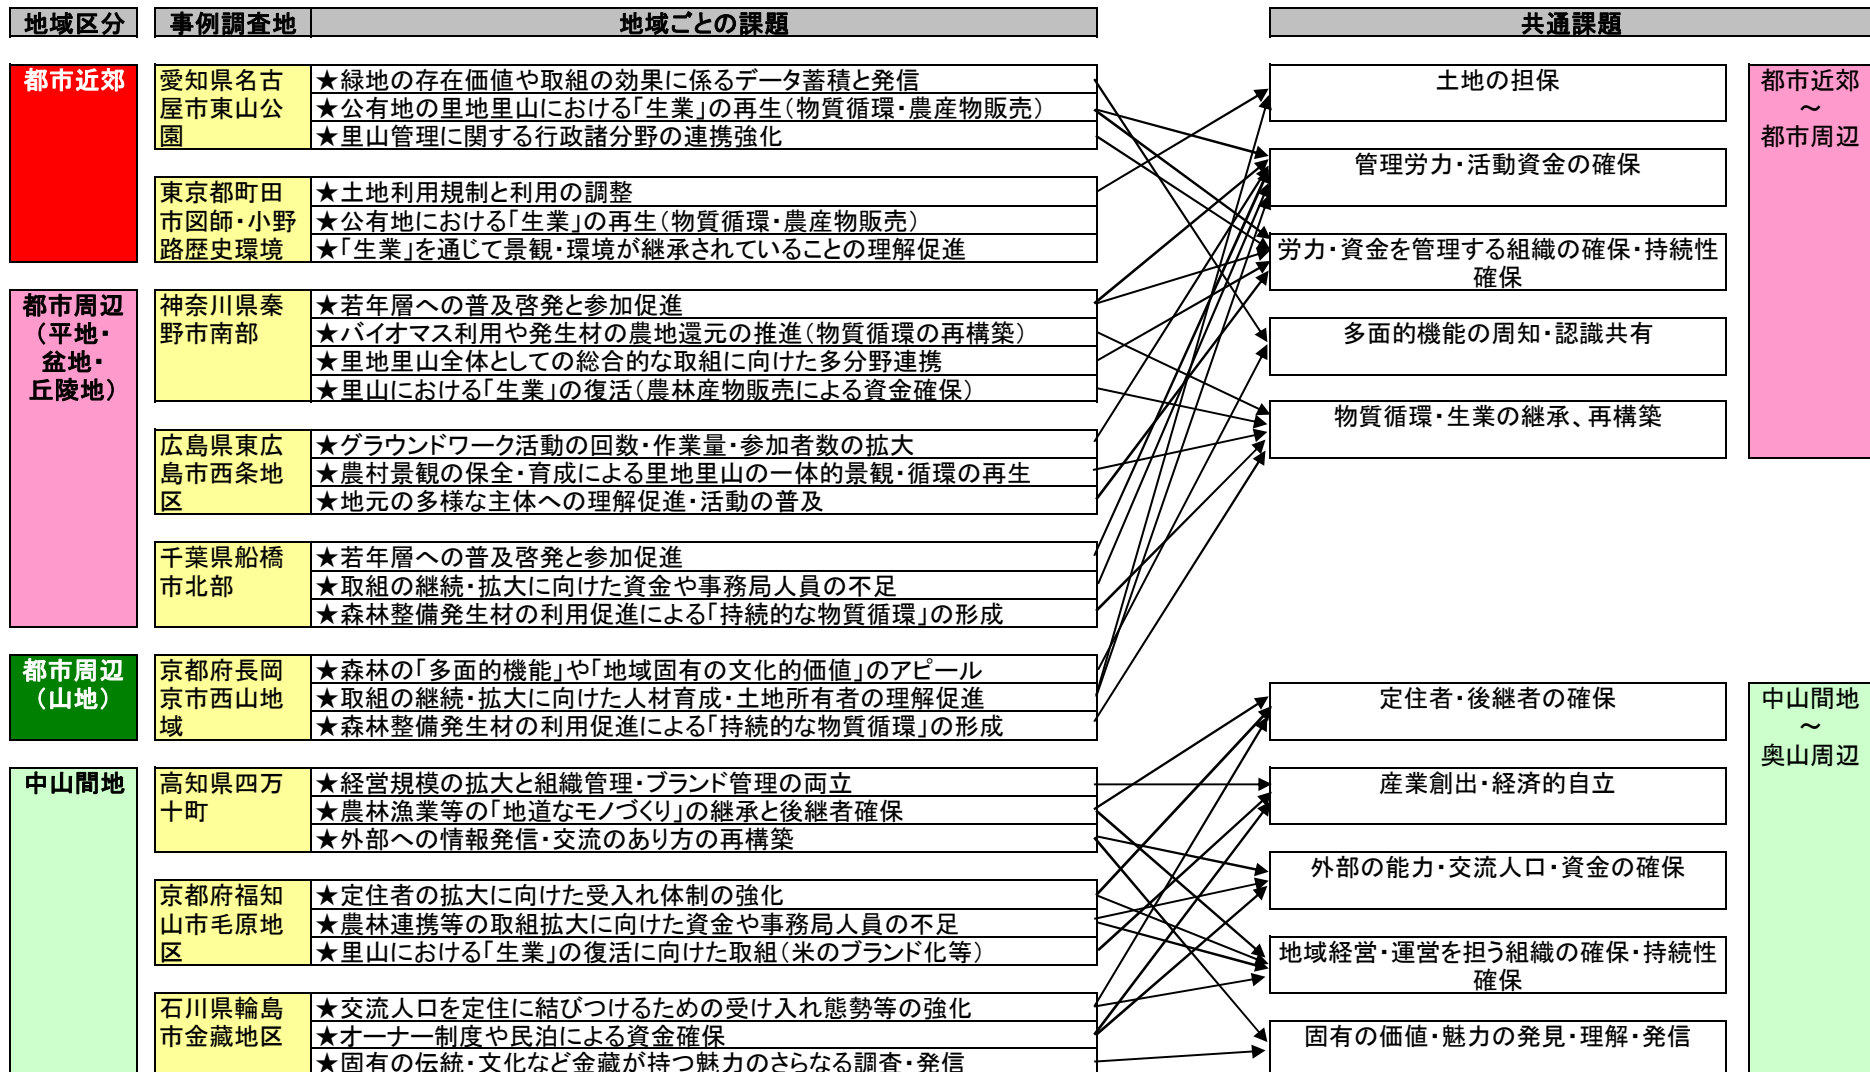 地域区分 事例調査地 地域ごとの課題 共通課題
都市近郊
愛知県名古
屋市東山公
園
★緑地の存在価値や取組の効果に係るデータ蓄積と発信
★公有地の里地里山における「生業」の再生（物質循環・農産物販売）
★里山管理に関する行政諸分野の連携強化
東京都町田
市図師・小野
路歴史環境
★土地利用規制と利用の調整
★公有地における「生業」の再生（物質循環・農産物販売）
★「生業」を通じて景観・環境が継承されていることの理解促進
都市周辺
（平地・
盆地・
丘陵地）
神奈川県秦
野市南部
★若年層への普及啓発と参加促進
★バイオマス利用や発生材の農地還元の推進（物質循環の再構築）
★里地里山全体としての総合的な取組に向けた多分野連携
★里山における「生業」の復活（農林産物販売による資金確保）
広島県東広
島市西条地
区
★グラウンドワーク活動の回数・作業量・参加者数の拡大
★農村景観の保全・育成による里地里山の一体的景観・循環の再生
★地元の多様な主体への理解促進・活動の普及
千葉県船橋
市北部
★若年層への普及啓発と参加促進
★取組の継続・拡大に向けた資金や事務局人員の不足
★森林整備発生材の利用促進による「持続的な物質循環」の形成
都市周辺
（山地）
京都府長岡
京市西山地
域
★森林の「多面的機能」や「地域固有の文化的価値」のアピール
★取組の継続・拡大に向けた人材育成・土地所有者の理解促進
★森林整備発生材の利用促進による「持続的な物質循環」の形成
中山間地
高知県四万
十町
★経営規模の拡大と組織管理・ブランド管理の両立
★農林漁業等の「地道なモノづくり」の継承と後継者確保
★外部への情報発信・交流のあり方の再構築
京都府福知
山市毛原地
区
★定住者の拡大に向けた受入れ体制の強化
★農林連携等の取組拡大に向けた資金や事務局人員の不足
★里山における「生業」の復活に向けた取組（米のブランド化等）
石川県輪島
市金蔵地区
★交流人口を定住に結びつけるための受け入れ態勢等の強化
★オーナー制度や民泊による資金確保
★固有の伝統・文化など金蔵が持つ魅力のさらなる調査・発信
土地の担保
管理労力・活動資金の確保
労力・資金を管理する組織の確保・持続性
確保
多面的機能の周知・認識共有
物質循環・生業の継承、再構築
都市近郊
～
都市周辺
定住者・後継者の確保
産業創出・経済的自立
外部の能力・交流人口・資金の確保
地域経営・運営を担う組織の確保・持続性
確保
固有の価値・魅力の発見・理解・発信
中山間地
～
奥山周辺